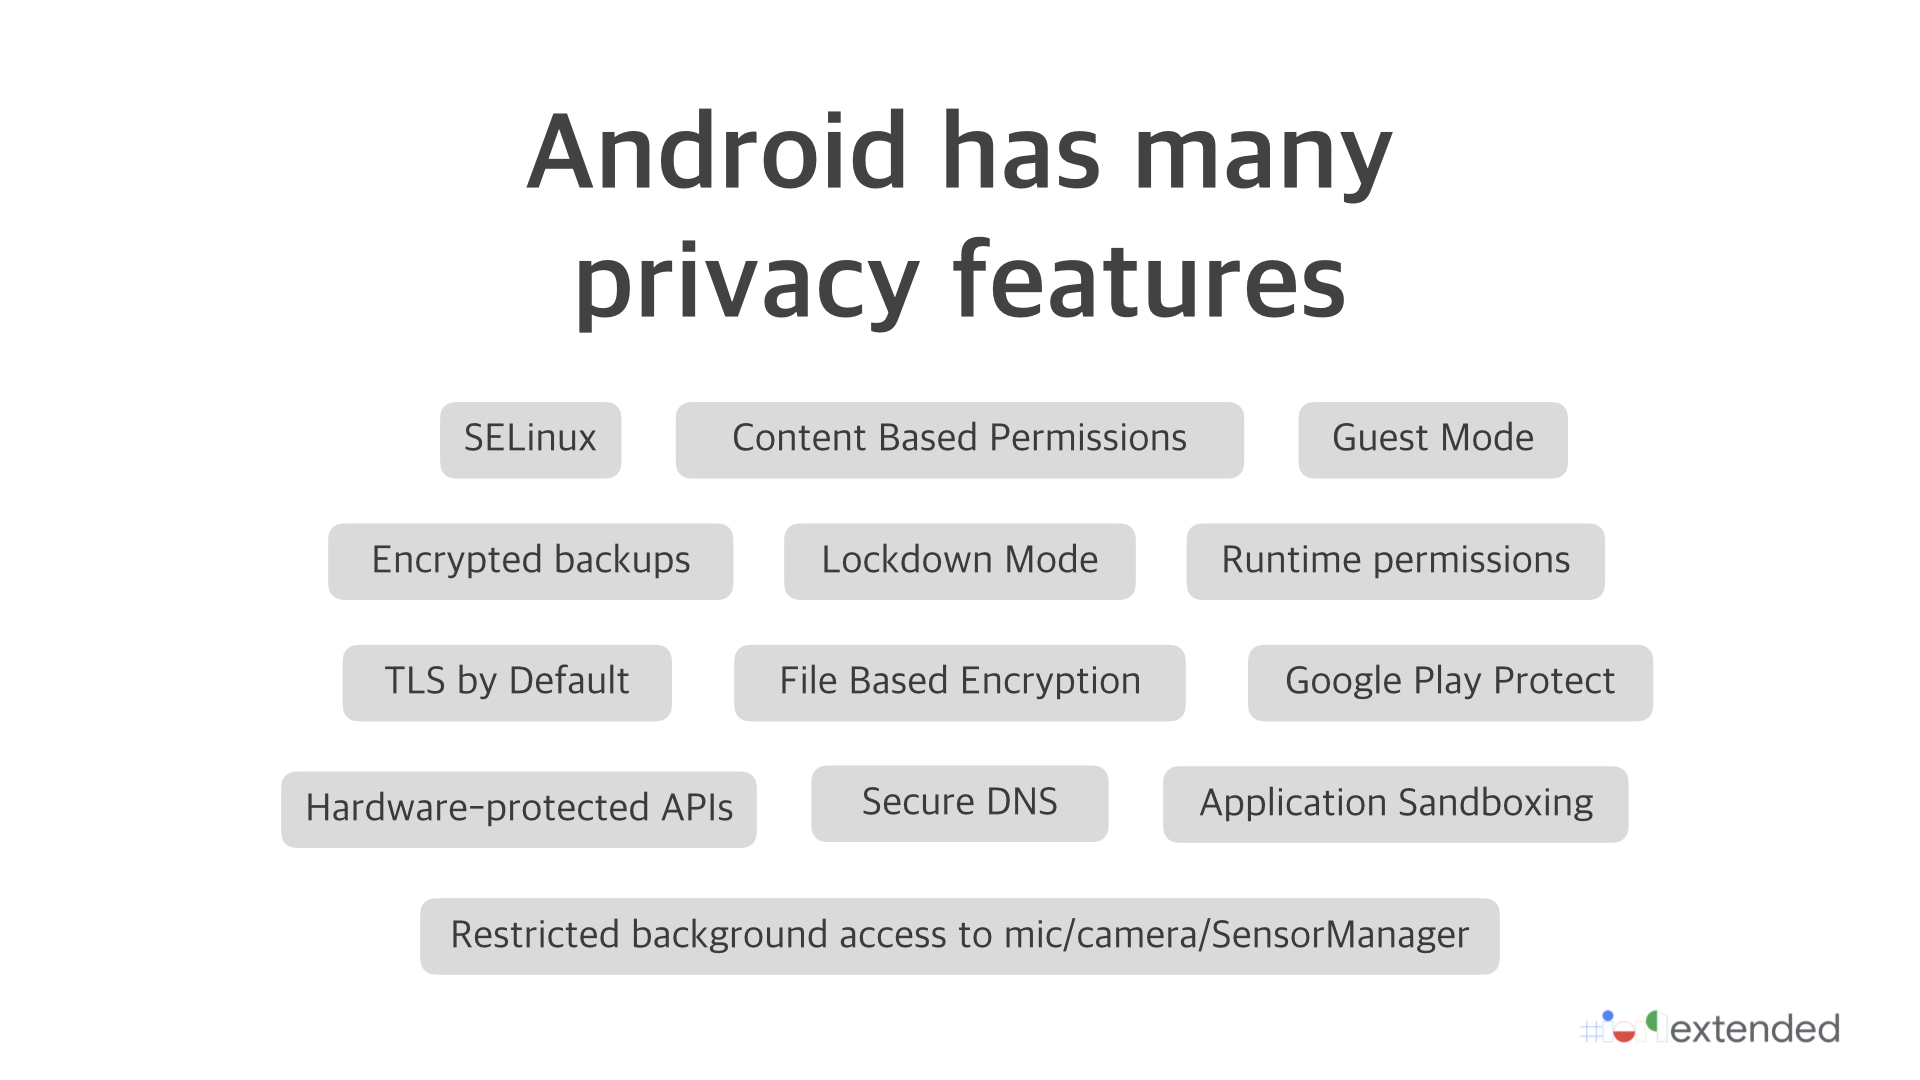 Android has many
privacy features
SELinux
Content Based Permissions
Guest Mode
Encrypted backups
Lockdown Mode
Runtime permissions
TLS by Default
File Based Encryption
Google Play Protect
Hardware-protected APIs
Secure DNS
Application Sandboxing
Restricted background access to mic/camera/SensorManager
extended